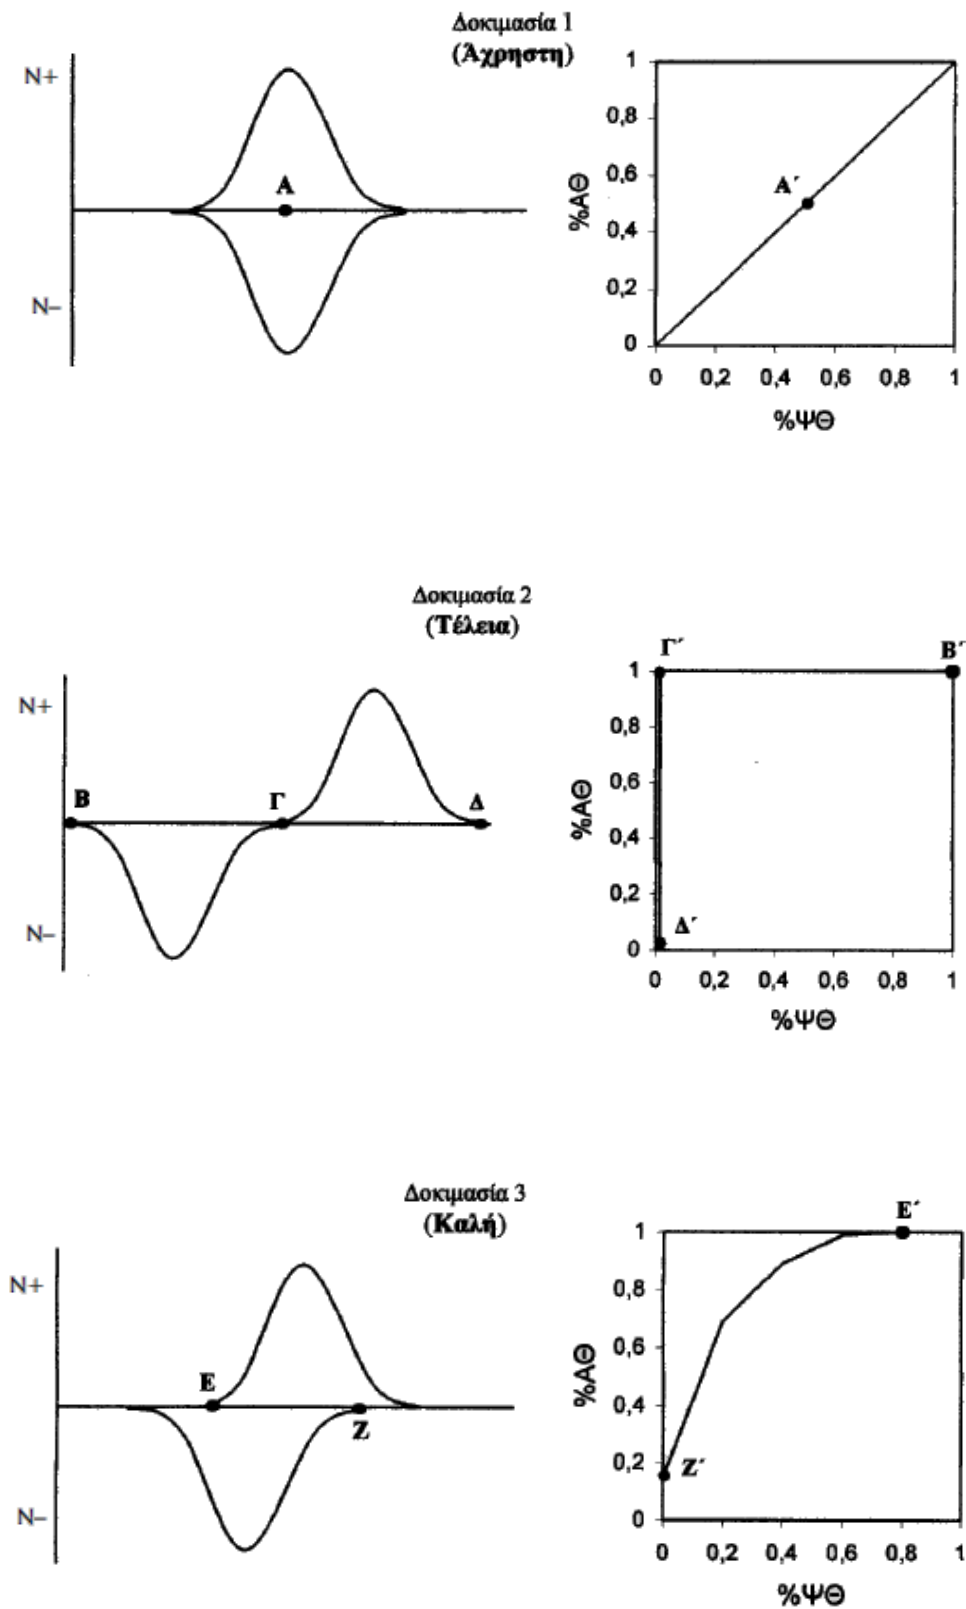 Δοκιμασία 1
(Άχρηστη)
N+
A
N–
1
0,8
0,6
0,4
0,2
0
%ΑΘ
A´
0 0,2 0,4 0,6 0,8 1
%ΨΘ
Δοκιμασία 2
(Τέλεια)
N+
B Γ Δ
N–
Γ´ B´
1
0,8
0,6
0,4
0,2
0
%ΑΘ
Δ´
0 0,2 0,4 0,6 0,8 1
%ΨΘ
Δοκιμασία 3
(Καλή)
N+
E
Z
N–
E´
1
0,8
0,6
0,4
0,2
0
%ΑΘ
Z´
0 0,2 0,4 0,6 0,8 1
%ΨΘ